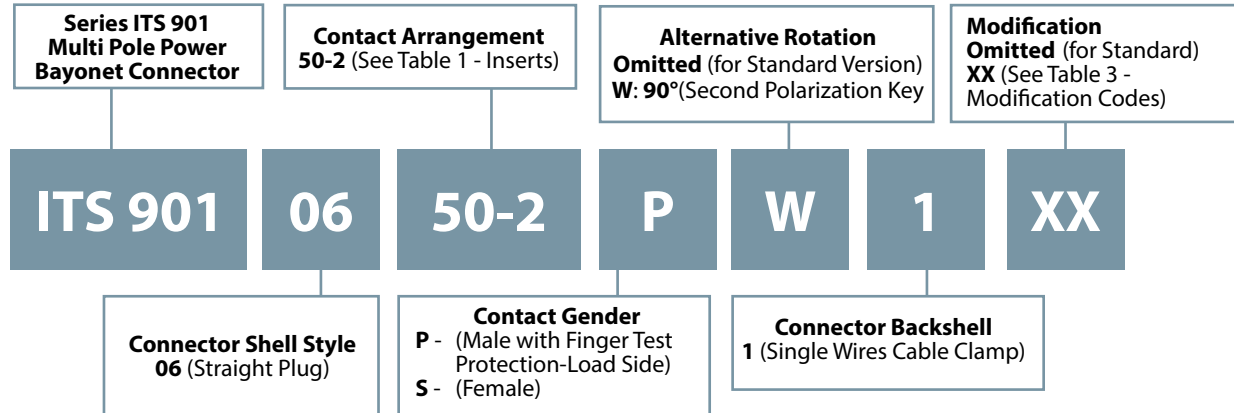 Series ITS 901
Multi Pole Power
Bayonet Connector
Contact Arrangement
50-2 (See Table 1 - Inserts)
Alternative Rotation
Omitted (for Standard Version)
W: 90°(Second Polarization Key
Modification
Omitted (for Standard)
XX (See Table 3 -
Modification Codes)
ITS 901
06
50-2
P
W
1
XX
Connector Shell Style
06 (Straight Plug)
Contact Gender
P - (Male with Finger Test
Protection-Load Side)
S - (Female)
Connector Backshell
1 (Single Wires Cable Clamp)